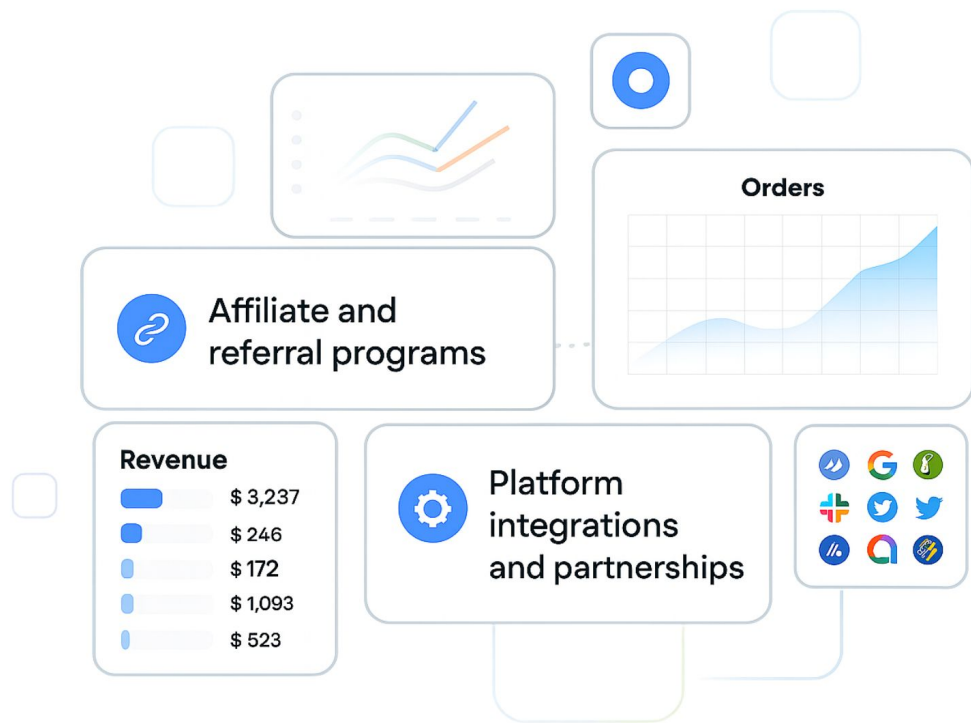 Orders
Affiliate and
referral programs
Revenue
$ 3,237
$ 246
$ 172
$ 1,093
$ 523
Platform
integrations
and partnerships